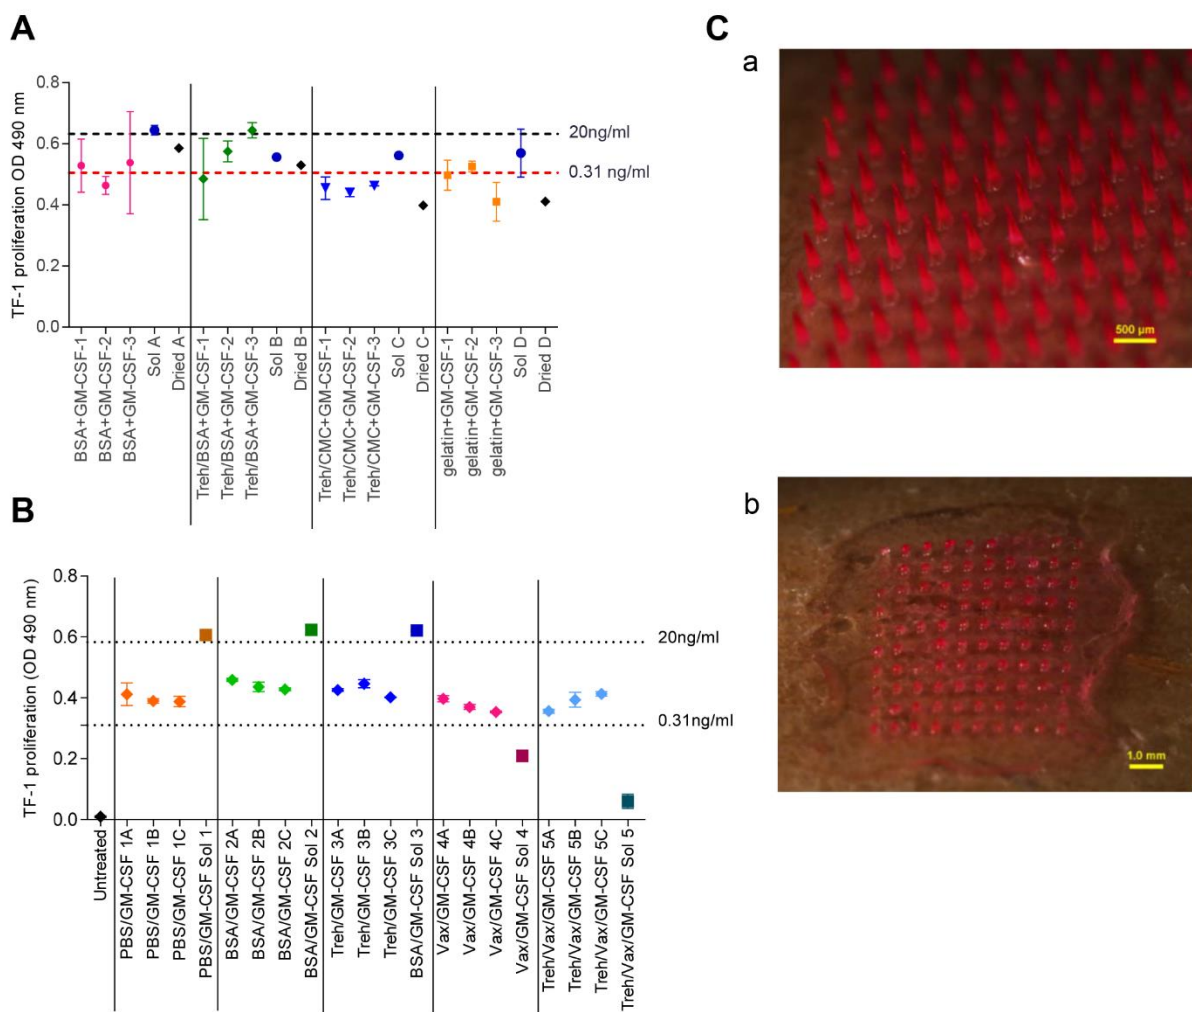 A
TF-1 proliferation OD 490 nm
0.8
0.6
0.4
0.2
0.0
20ng/ml
0.31 ng/ml
BSA+GM-CSF-1
BSA+GM-CSF-2
BSA+GM-CSF-3
Sol A
Dried A
Treh/BSA+GM-CSF-1
Treh/BSA+GM-CSF-2
Treh/BSA+GM-CSF-3
Sol B
Dried B
Treh/CMC+GM-CSF-1
Treh/CMC+GM-CSF-2
Treh/CMC+GM-CSF-3
Sol C
Dried C
gelatin+GM-CSF-1
gelatin+GM-CSF-2
gelatin+GM-CSF-3
Sol D
Dried D
B
TF-1 proliferation (OD 490 nm)
0.8
0.6
0.4
0.2
0.0
20ng/ml
0.31ng/ml
Untreated
PBS/GM-CSF 1A
PBS/GM-CSF 1B
PBS/GM-CSF 1C
PBS/GM-CSF Sol 1
BSA/GM-CSF 2A
BSA/GM-CSF 2B
BSA/GM-CSF 2C
BSA/GM-CSF Sol 2
Treh/GM-CSF 3A
Treh/GM-CSF 3B
Treh/GM-CSF 3C
BSA/GM-CSF Sol 3
Vax/GM-CSF 4A
Vax/GM-CSF 4B
Vax/GM-CSF 4C
Vax/GM-CSF Sol 4
Treh/Vax/GM-CSF 5A
Treh/Vax/GM-CSF 5B
Treh/Vax/GM-CSF 5C
Treh/Vax/GM-CSF Sol 5
C
a
500 µm
b
1.0 mm